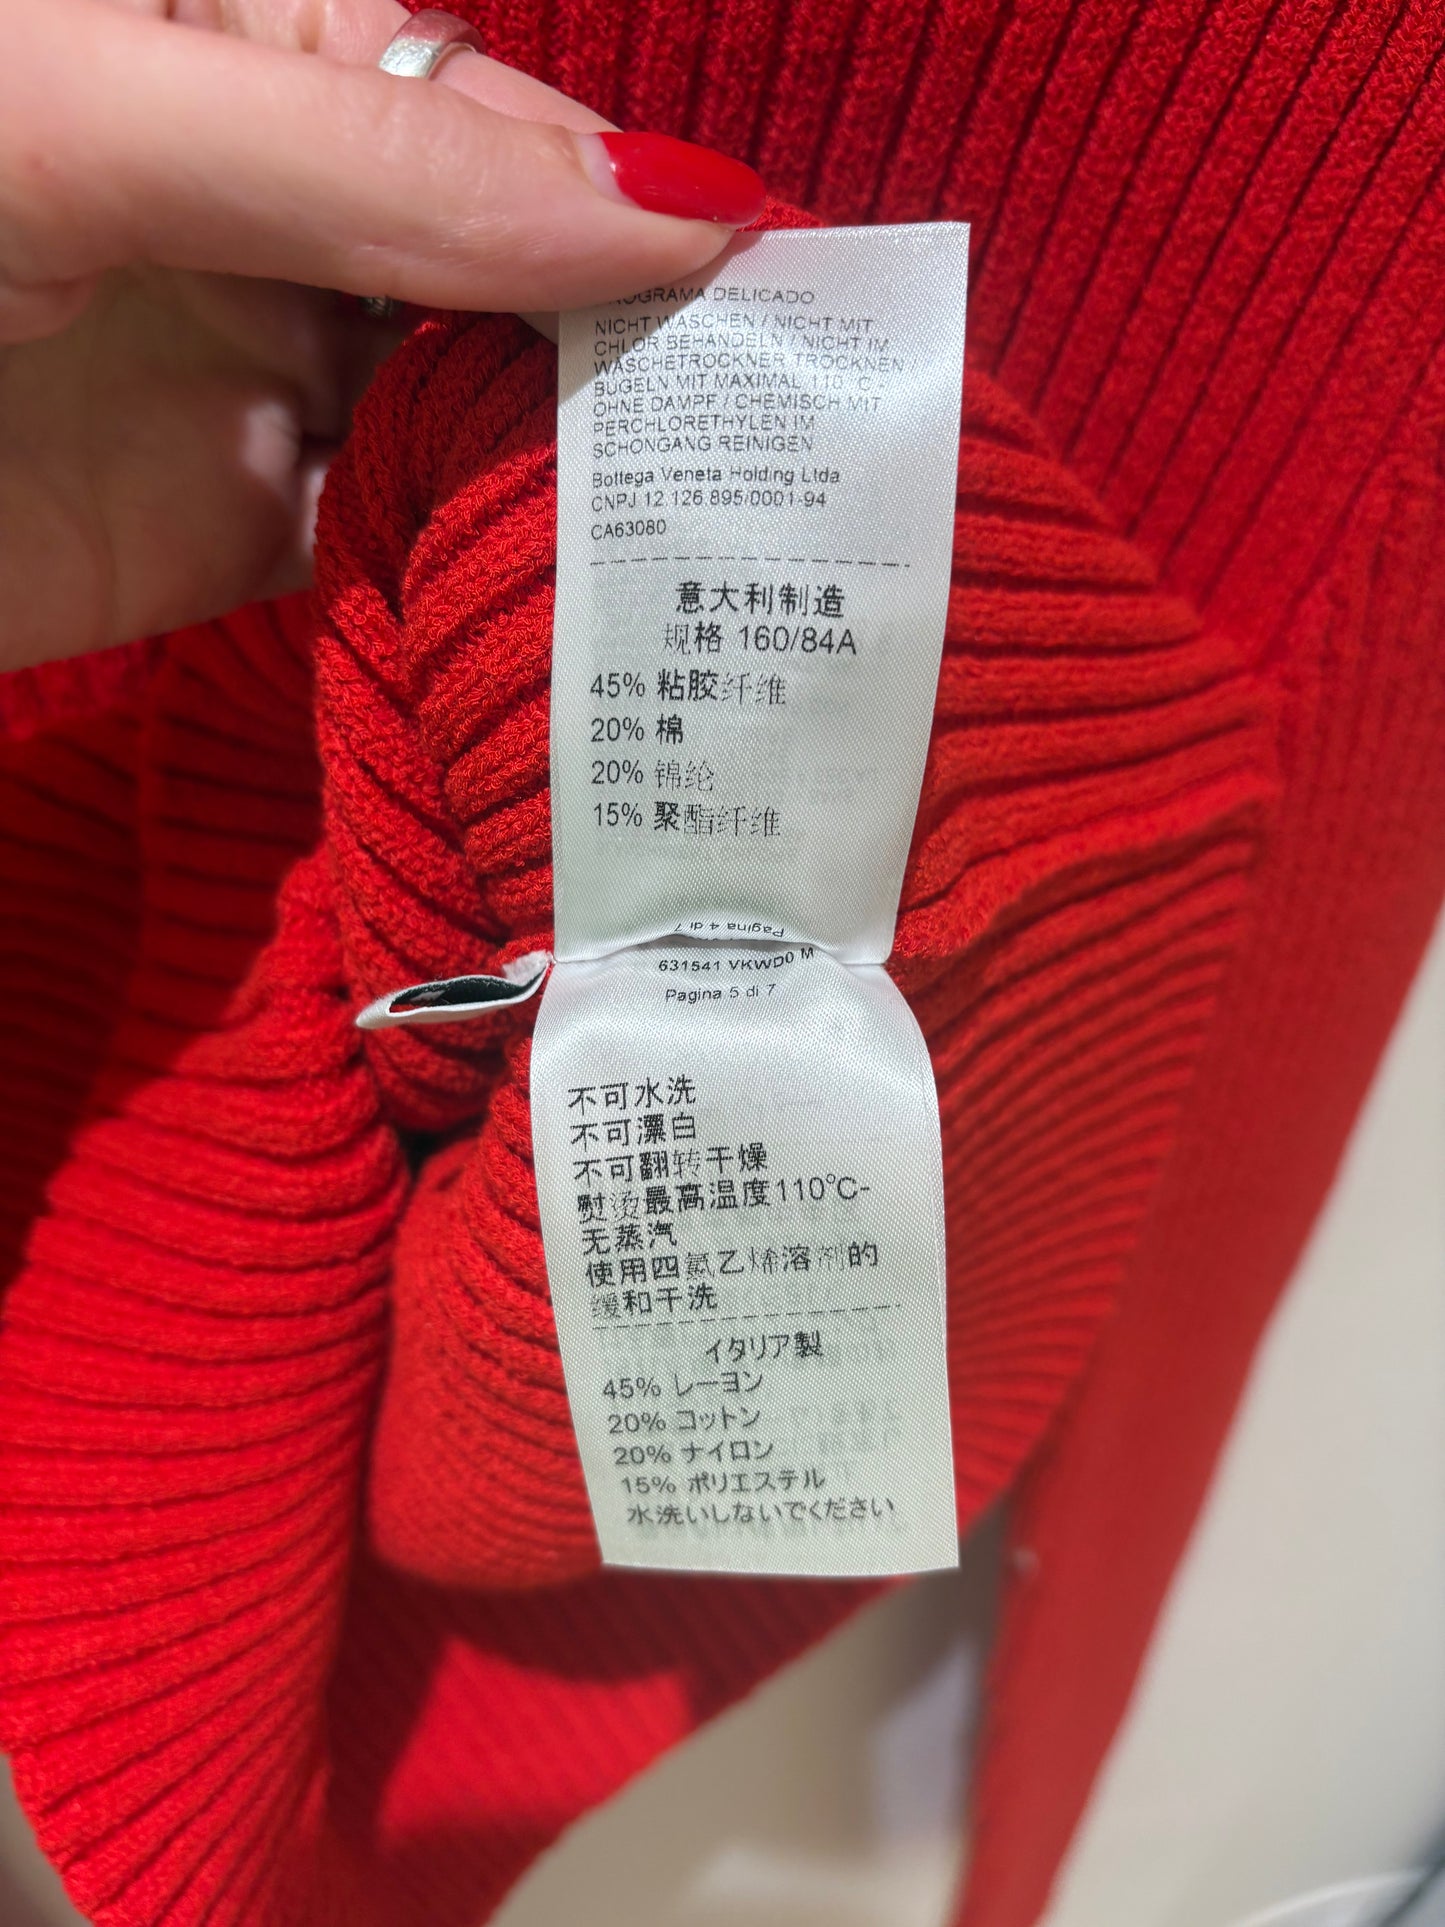 PROGRAMA DELICADO
NICHT WASCHEN / NICHT MIT
CHLOR BEHANDELN / NICHT IM
WÄSCHETROCKNER TROCKNEN /
BÜGELN MIT MAXIMAL 110 °C -
OHNE DAMPF / CHEMISCH MIT
PERCHLORETHYLEN IM
SCHONGANG REINIGEN
Bottega Veneta Holding Ltda
CNPJ 12 126 895/0001-94
CA63080
意大利制造
规格 160/84A
45% 粘胶纤维
20% 棉
20% 锦纶
15% 聚酯纤维
Pagina 4 di 7
631541 VKWD0 M
Pagina 5 di 7
不可水洗
不可漂白
不可翻转干燥
熨烫最高温度110°C-
无蒸汽
使用四氯乙烯溶剂的
缓和干洗
イタリア製
45% レーヨン
20% コットン
20% ナイロン
15% ポリエステル
水洗いしないでください